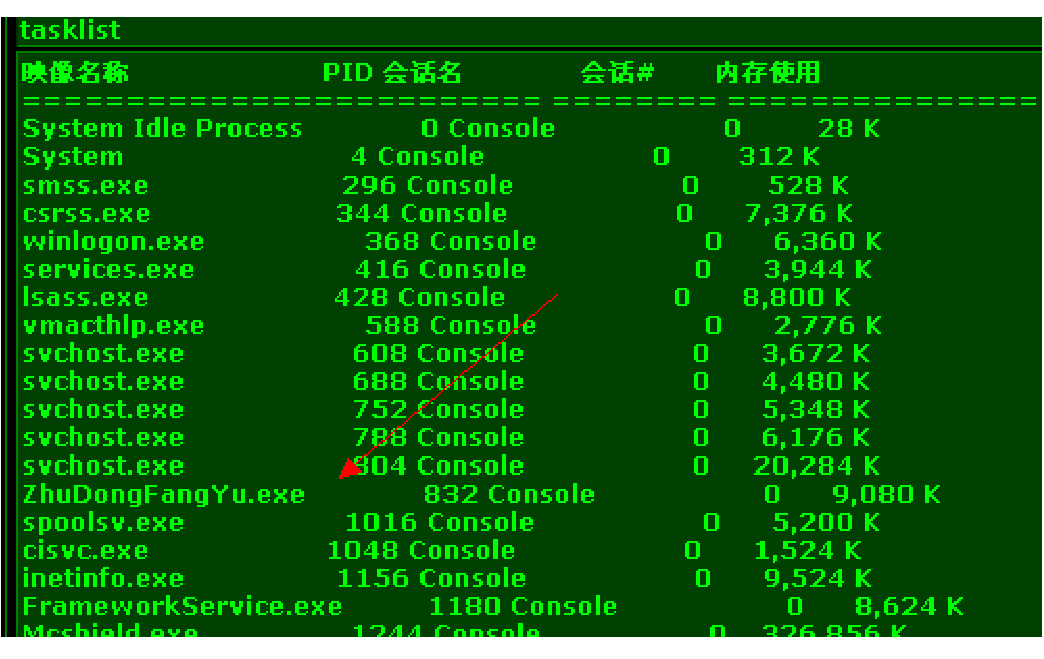 tasklist
映像名称 PID 会话名 会话# 内存使用
========================= ======== ===============
System Idle Process 0 Console 0 28 K
System 4 Console 0 312 K
smss.exe 296 Console 0 528 K
csrss.exe 344 Console 0 7,376 K
winlogon.exe 368 Console 0 6,360 K
services.exe 416 Console 0 3,944 K
lsass.exe 428 Console 0 8,800 K
vmacthlp.exe 588 Console 0 2,776 K
svchost.exe 608 Console 0 3,672 K
svchost.exe 688 Console 0 4,480 K
svchost.exe 752 Console 0 5,348 K
svchost.exe 788 Console 0 6,176 K
svchost.exe 804 Console 0 20,284 K
ZhuDongFangYu.exe 832 Console 0 9,080 K
spoolsv.exe 1016 Console 0 5,200 K
cisvc.exe 1048 Console 0 1,524 K
inetinfo.exe 1156 Console 0 9,524 K
FrameworkService.exe 1180 Console 0 8,624 K
Mcshield.exe 1244 Console 0 326,856 K